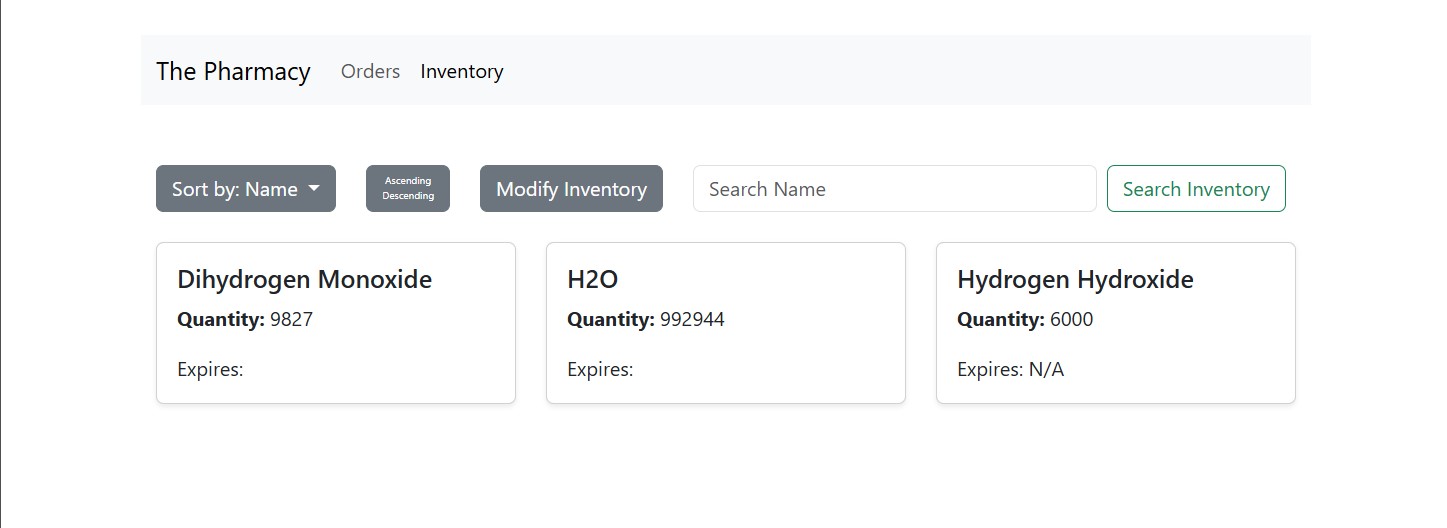 The Pharmacy Orders Inventory
Sort by: Name Ascending Descending Modify Inventory Search Name Search Inventory
Dihydrogen Monoxide
Quantity: 9827
Expires:
H2O
Quantity: 992944
Expires:
Hydrogen Hydroxide
Quantity: 6000
Expires: N/A